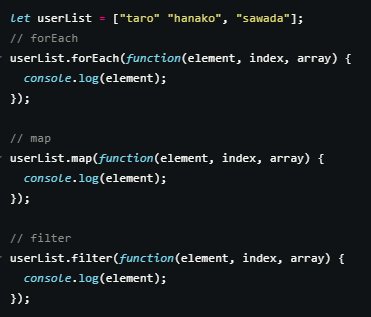 let userList = ["taro" "hanako", "sawada"];
// forEach
userList.forEach(function(element, index, array) {
  console.log(element);
});

// map
userList.map(function(element, index, array) {
  console.log(element);
});

// filter
userList.filter(function(element, index, array) {
  console.log(element);
});